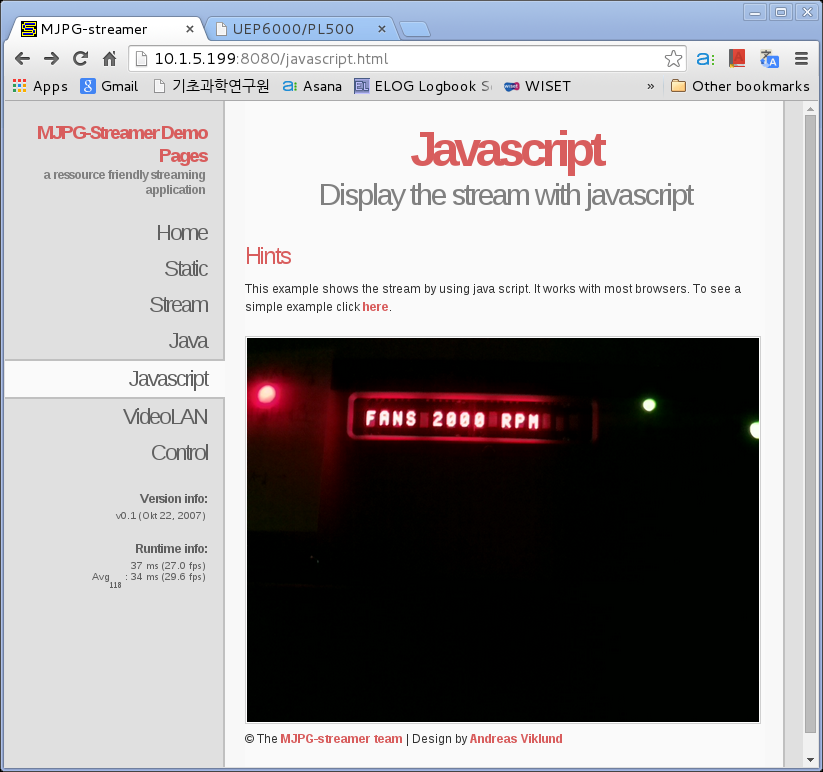 MJPG-streamer
UEP6000/PL500
10.1.5.199:8080/javascript.html
Apps
Gmail
기초과학연구원
Asana
ELOG Logbook
WISET
»
Other bookmarks
MJPG-Streamer Demo
Pages
a ressource friendly streaming
application
Home
Static
Stream
Java
Javascript
VideoLAN
Control
Version info:
v0.1 (Okt 22, 2007)
Runtime info:
37 ms (27.0 fps)
Avg118 : 34 ms (29.6 fps)
Javascript
Display the stream with javascript
Hints
This example shows the stream by using java script. It works with most browsers. To see a
simple example click here.
FANS 2000 RPM
© The MJPG-streamer team | Design by Andreas Viklund